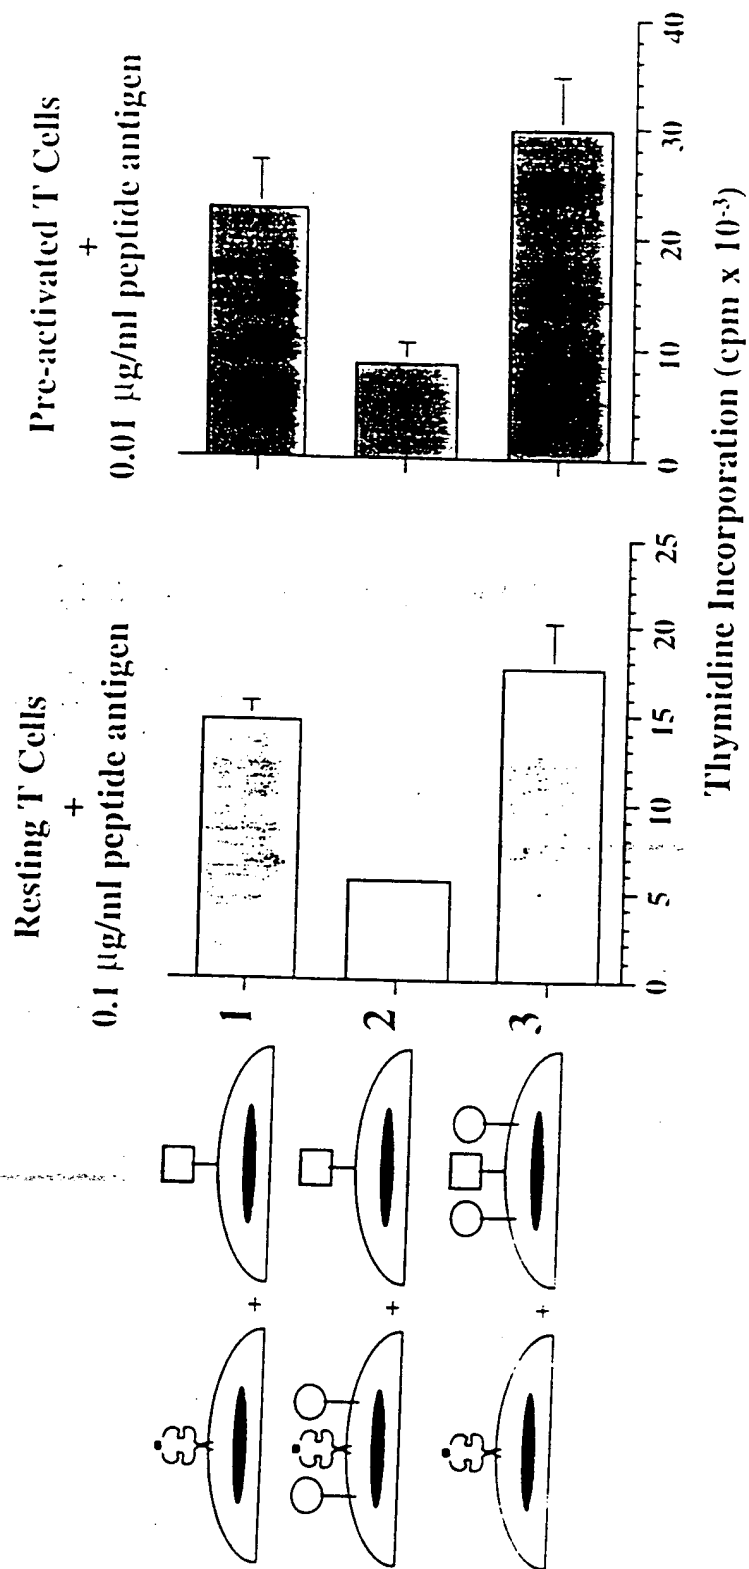 Resting T Cells
+
0.1 µg/ml peptide antigen
Pre-activated T Cells
+
0.01 µg/ml peptide antigen
+
1
+
2
+
3
0 5 10 15 20 25
0 10 20 30 40
Thymidine Incorporation (cpm x 10⁻³)